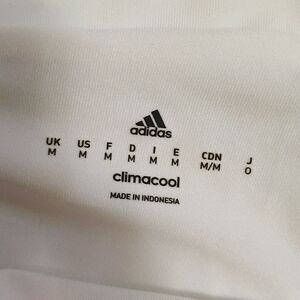 adidas
UK US F D I E CDN J
M M M M M M M/M O
climacool
MADE IN INDONESIA